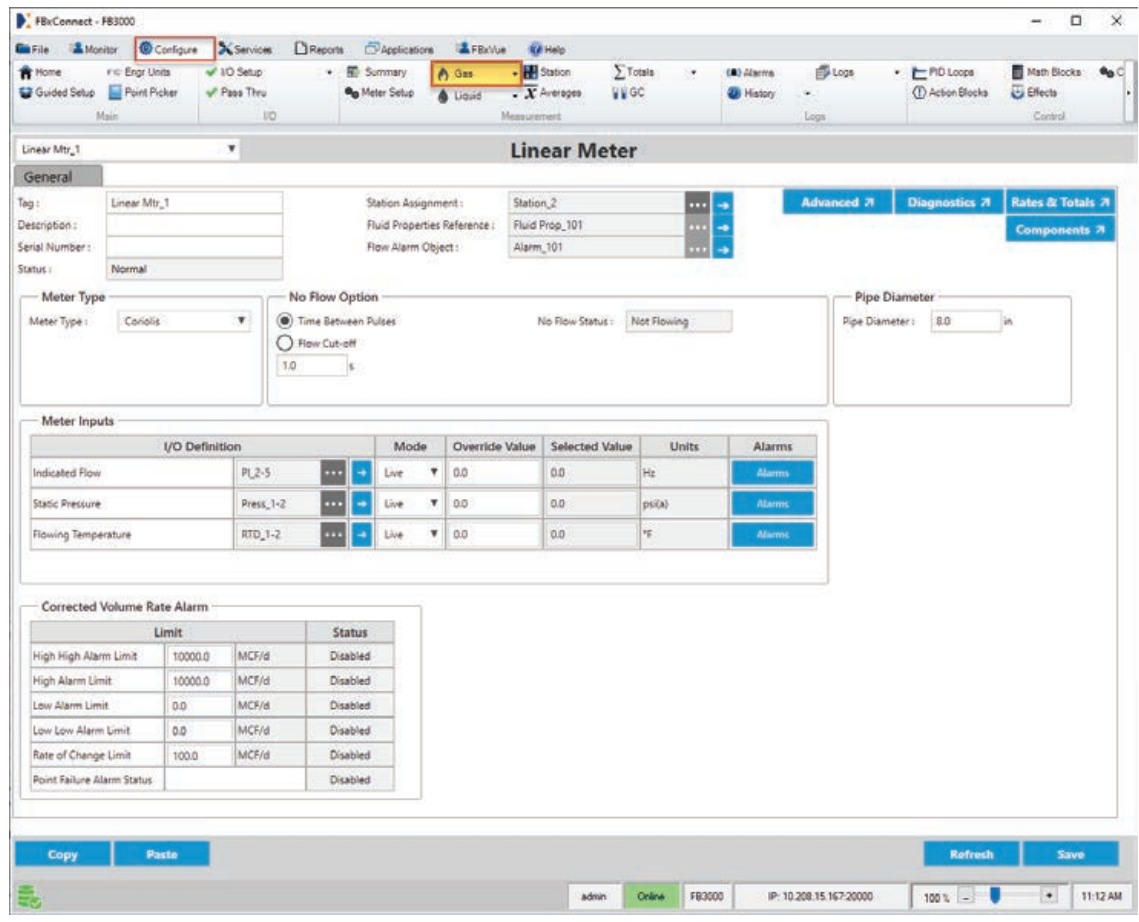 FBxConnect - FB3000
File Monitor Configure Services Reports Applications FBxVue Help
Home Engr Units I/O Setup Summary Gas Station Totals Alarms Logs PID Loops Math Blocks
Guided Setup Point Picker Pass Thru Meter Setup Liquid Averages GC History Action Blocks Effects
Main I/O Measurement Logs Control
Linear Mtr_1 Linear Meter
General
Tag : Linear Mtr_1 Station Assignment : Station_2 Advanced Diagnostics Rates & Totals
Description : Fluid Properties Reference : Fluid Prop_101 Components
Serial Number : Flow Alarm Object : Alarm_101
Status : Normal
Meter Type No Flow Option Pipe Diameter
Meter Type : Coriolis Time Between Pulses No Flow Status : Not Flowing Pipe Diameter : 8.0 in
Flow Cut-off
1.0 s
Meter Inputs
I/O Definition Mode Override Value Selected Value Units Alarms
Indicated Flow PI_2-5 Live 0.0 0.0 Hz Alarms
Static Pressure Press_1-2 Live 0.0 0.0 psi(a) Alarms
Flowing Temperature RTD_1-2 Live 0.0 0.0 °F Alarms
Corrected Volume Rate Alarm
Limit Status
High High Alarm Limit 10000.0 MCF/d Disabled
High Alarm Limit 10000.0 MCF/d Disabled
Low Alarm Limit 0.0 MCF/d Disabled
Low Low Alarm Limit 0.0 MCF/d Disabled
Rate of Change Limit 100.0 MCF/d Disabled
Point Failure Alarm Status Disabled
Copy Paste Refresh Save
admin Online FB3000 IP: 10.208.15.167:20000 100 % - + 11:12 AM